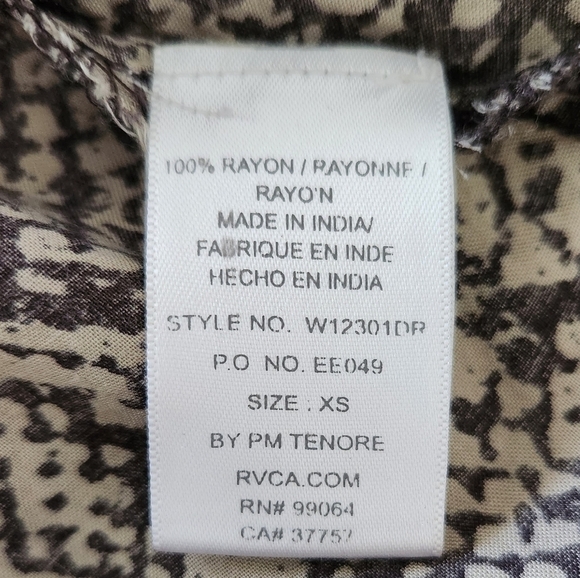 100% RAYON / RAYONNE /
RAYO'N
MADE IN INDIA/
FABRIQUE EN INDE
HECHO EN INDIA
STYLE NO. W12301DR
P.O NO. EE049
SIZE : XS
BY PM TENORE
RVCA.COM
RN# 99064
CA# 37757